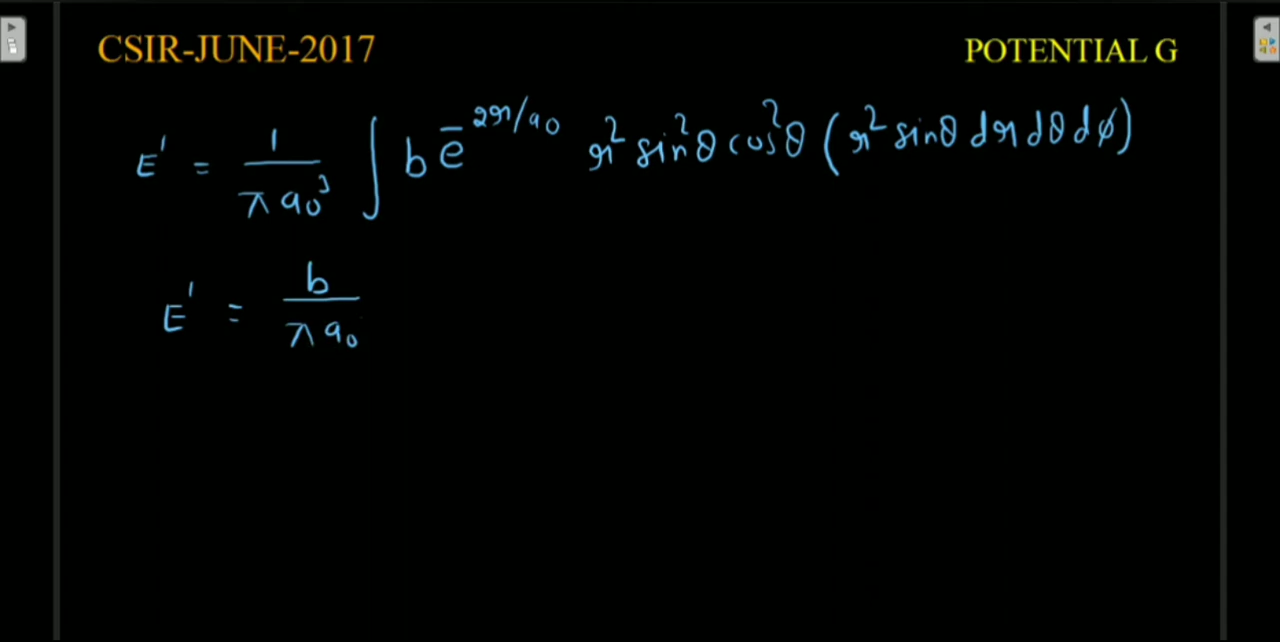 CSIR-JUNE-2017 POTENTIAL G
E' = 1/(πa₀³) ∫ b e^(-2r/a₀) r² sin²θ cos²θ (r² sinθ dr dθ dϕ)
E' = b/(πa₀)